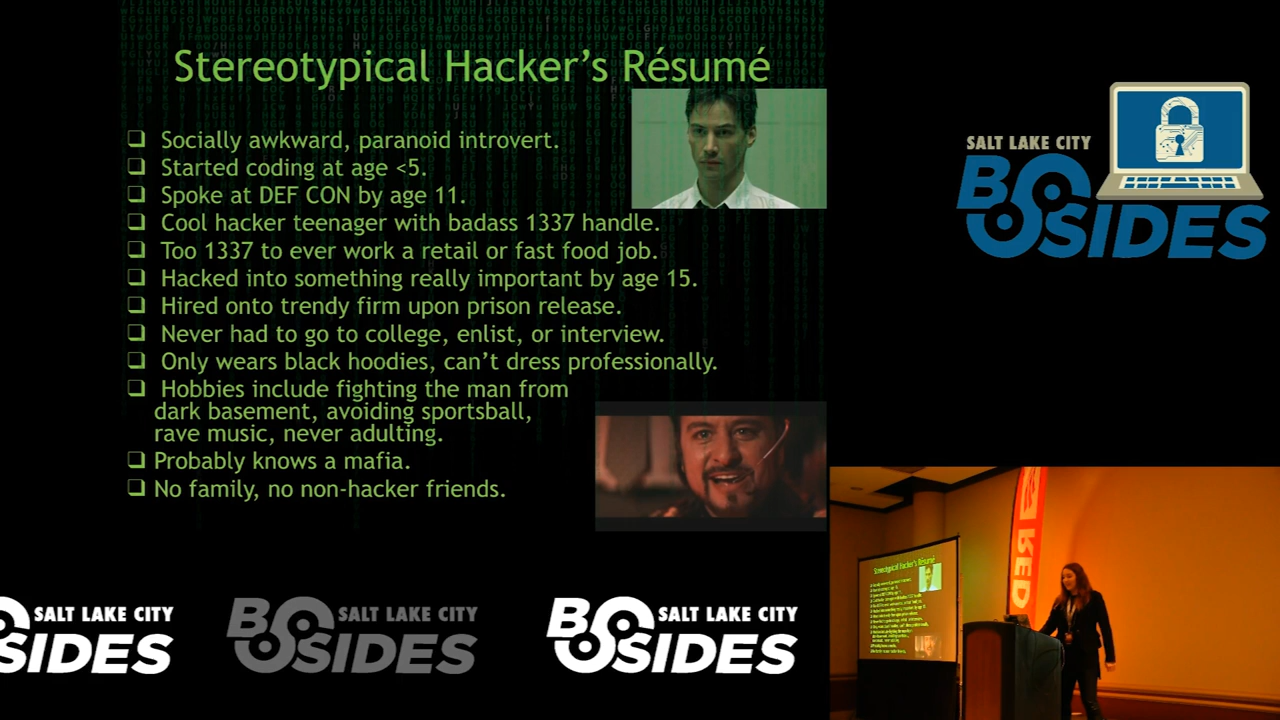 Stereotypical Hacker’s Résumé
❑ Socially awkward, paranoid introvert.
❑ Started coding at age <5.
❑ Spoke at DEF CON by age 11.
❑ Cool hacker teenager with badass 1337 handle.
❑ Too 1337 to ever work a retail or fast food job.
❑ Hacked into something really important by age 15.
❑ Hired onto trendy firm upon prison release.
❑ Never had to go to college, enlist, or interview.
❑ Only wears black hoodies, can’t dress professionally.
❑ Hobbies include fighting the man from
dark basement, avoiding sportsball,
rave music, never adulting.
❑ Probably knows a mafia.
❑ No family, no non-hacker friends.
SALT LAKE CITY
BSIDES
RED
Stereotypical Hacker’s Résumé
SALT LAKE CITY
SIDES
SALT LAKE CITY
BSIDES
SALT LAKE CITY
BSIDES